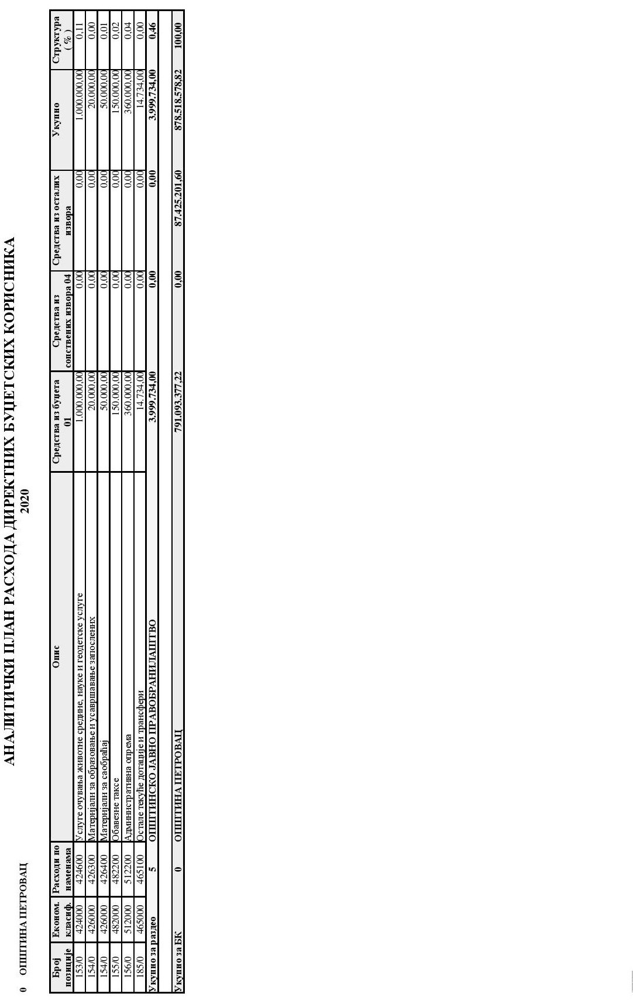 АНАЛИТИЧКИ ПЛАН РАСХОДА ДИРЕКТНИХ БУЏЕТСКИХ КОРИСНИКА
0 ОПШТИНА ПЕТРОВАЦ 2020
Број позиције Економ. класиф. Расходи по наменама Опис Средства из буџета 01 Средства из сопствених извора 04 Средства из осталих извора Укупно Структура ( % )
153/0 424000 424600 Услуге очувања животне средине, науке и геодетске услуге 1.000.000,00 0,00 0,00 1.000.000,00 0,11
154/0 426000 426300 Материјали за образовање и усавршавање запослених 20.000,00 0,00 0,00 20.000,00 0,00
154/0 426000 426400 Материјали за саобраћај 50.000,00 0,00 0,00 50.000,00 0,01
155/0 482000 482200 Обавезне таксе 150.000,00 0,00 0,00 150.000,00 0,02
156/0 512000 512200 Административна опрема 360.000,00 0,00 0,00 360.000,00 0,04
185/0 465000 465100 Остале текуће дотације и трансфери 14.734,00 0,00 0,00 14.734,00 0,00
Укупно за раздео 5 ОПШТИНСКО ЈАВНО ПРАВОБРАНИЛАШТВО 3.999.734,00 0,00 0,00 3.999.734,00 0,46
Укупно за БК 0 ОПШТИНА ПЕТРОВАЦ 791.093.377,22 0,00 87.425.201,60 878.518.578,82 100,00